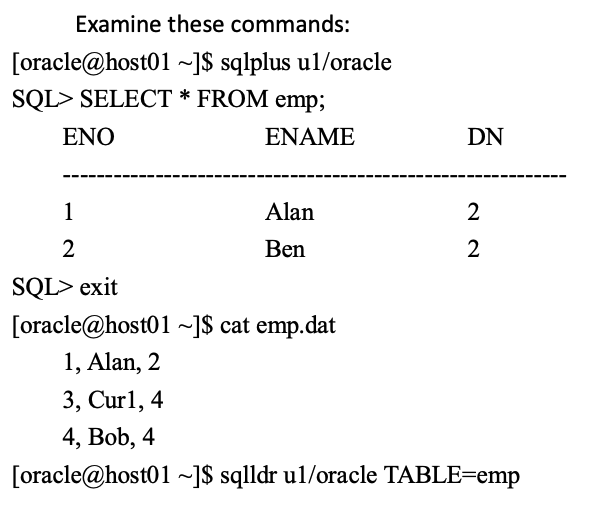 Examine these commands:
[oracle@host01 ~]$ sqlplus u1/oracle
SQL> SELECT * FROM emp;
ENO ENAME DN
------------------------------------------------------------
1 Alan 2
2 Ben 2
SQL> exit
[oracle@host01 ~]$ cat emp.dat
1, Alan, 2
3, Cur1, 4
4, Bob, 4
[oracle@host01 ~]$ sqlldr u1/oracle TABLE=emp